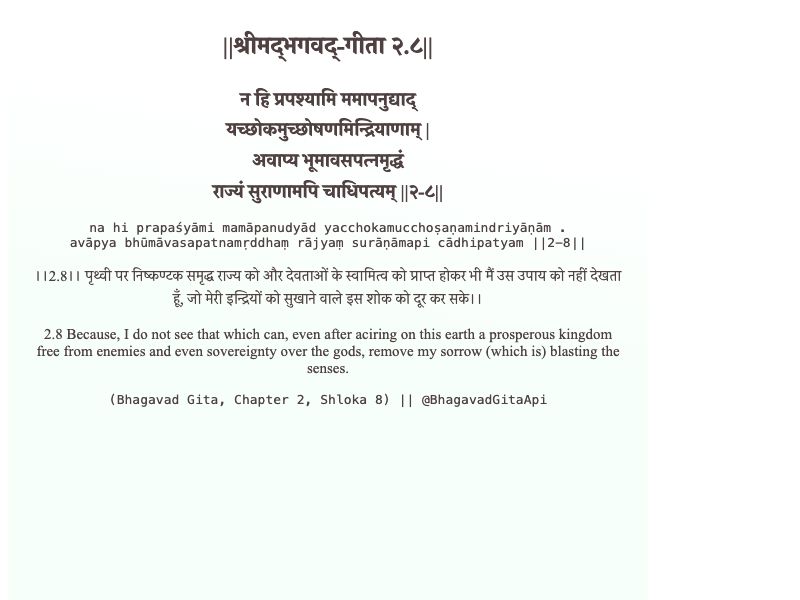 ||श्रीमद्‍भगवद्‍-गीता २.८||
न हि प्रपश्यामि ममापनुद्याद्
यच्छोकमुच्छोषणमिन्द्रियाणाम् |
अवाप्य भूमावसपत्नमृद्धं
राज्यं सुराणामपि चाधिपत्यम् ||२-८||
na hi prapaśyāmi mamāpanudyād yacchokamucchoṣaṇamindriyāṇām .
avāpya bhūmāvasapatnamṛddhaṃ rājyaṃ surāṇāmapi cādhipatyam ||2-8||
।।2.8।। पृथ्वी पर निष्कण्टक समृद्ध राज्य को और देवताओं के स्वामित्व को प्राप्त होकर भी मैं उस उपाय को नहीं देखता
हूँ, जो मेरी इन्द्रियों को सुखाने वाले इस शोक को दूर कर सके।।
2.8 Because, I do not see that which can, even after aciring on this earth a prosperous kingdom
free from enemies and even sovereignty over the gods, remove my sorrow (which is) blasting the
senses.
(Bhagavad Gita, Chapter 2, Shloka 8) || @BhagavadGitaApi